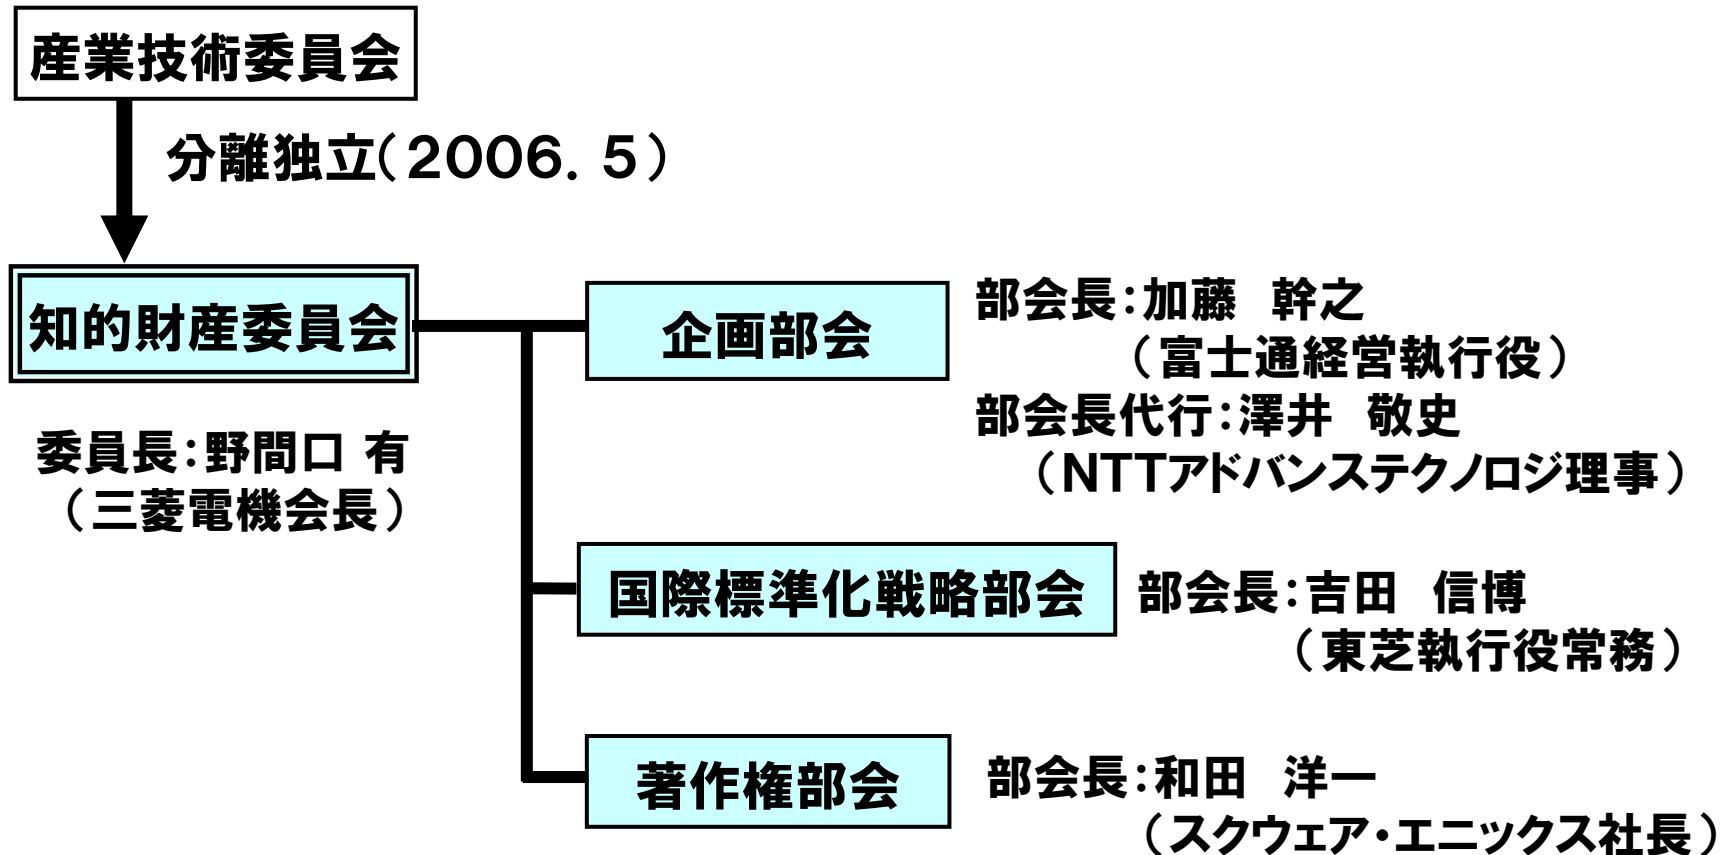 産業技術委員会
分離独立(2006.5)
知的財産委員会
委員長:野間口 有
(三菱電機会長)
企画部会
部会長:加藤 幹之
(富士通経営執行役)
部会長代行:澤井 敬史
(NTTアドバンステクノロジ理事)
国際標準化戦略部会
部会長:吉田 信博
(東芝執行役常務)
著作権部会
部会長:和田 洋一
(スクウェア・エニックス社長)